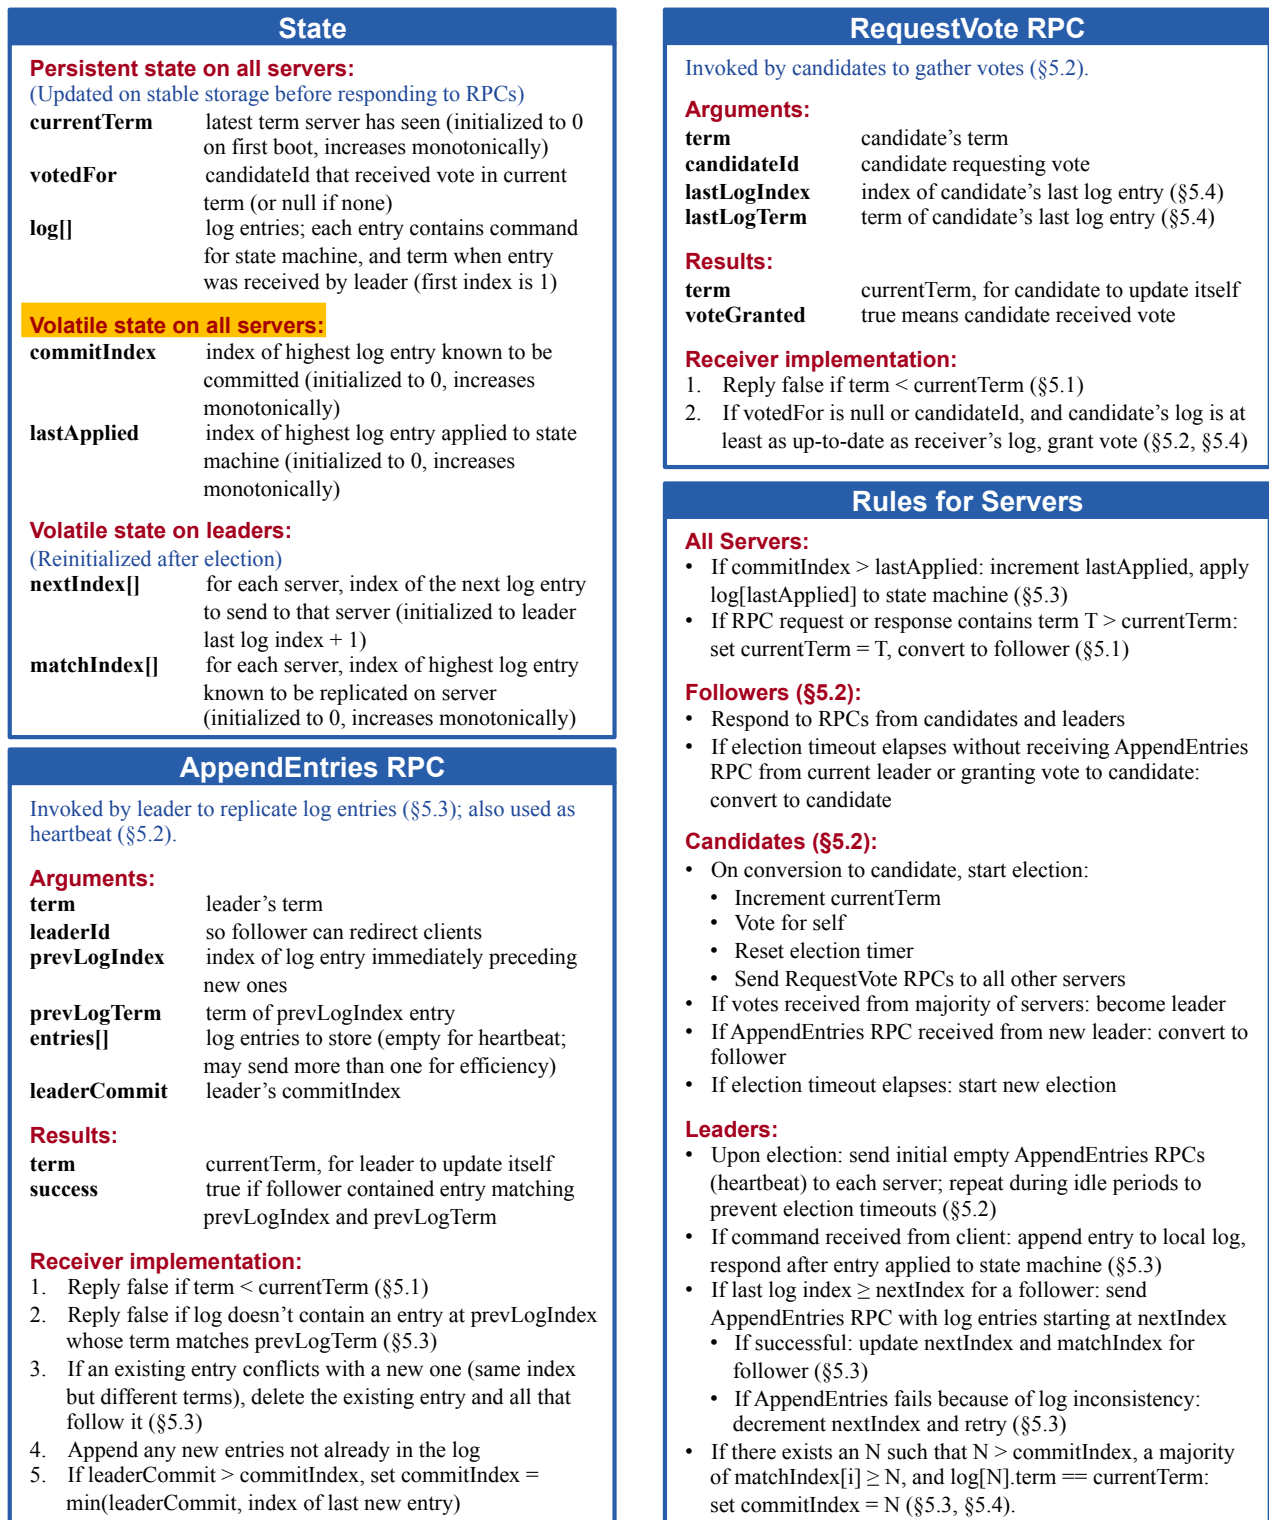 State
Persistent state on all servers:
(Updated on stable storage before responding to RPCs)
currentTerm latest term server has seen (initialized to 0
on first boot, increases monotonically)
votedFor candidateId that received vote in current
term (or null if none)
log[] log entries; each entry contains command
for state machine, and term when entry
was received by leader (first index is 1)
Volatile state on all servers:
commitIndex index of highest log entry known to be
committed (initialized to 0, increases
monotonically)
lastApplied index of highest log entry applied to state
machine (initialized to 0, increases
monotonically)
Volatile state on leaders:
(Reinitialized after election)
nextIndex[] for each server, index of the next log entry
to send to that server (initialized to leader
last log index + 1)
matchIndex[] for each server, index of highest log entry
known to be replicated on server
(initialized to 0, increases monotonically)
AppendEntries RPC
Invoked by leader to replicate log entries (§5.3); also used as
heartbeat (§5.2).
Arguments:
term leader's term
leaderId so follower can redirect clients
prevLogIndex index of log entry immediately preceding
new ones
prevLogTerm term of prevLogIndex entry
entries[] log entries to store (empty for heartbeat;
may send more than one for efficiency)
leaderCommit leader's commitIndex
Results:
term currentTerm, for leader to update itself
success true if follower contained entry matching
prevLogIndex and prevLogTerm
Receiver implementation:
1. Reply false if term < currentTerm (§5.1)
2. Reply false if log doesn't contain an entry at prevLogIndex
whose term matches prevLogTerm (§5.3)
3. If an existing entry conflicts with a new one (same index
but different terms), delete the existing entry and all that
follow it (§5.3)
4. Append any new entries not already in the log
5. If leaderCommit > commitIndex, set commitIndex =
min(leaderCommit, index of last new entry)
RequestVote RPC
Invoked by candidates to gather votes (§5.2).
Arguments:
term candidate's term
candidateId candidate requesting vote
lastLogIndex index of candidate's last log entry (§5.4)
lastLogTerm term of candidate's last log entry (§5.4)
Results:
term currentTerm, for candidate to update itself
voteGranted true means candidate received vote
Receiver implementation:
1. Reply false if term < currentTerm (§5.1)
2. If votedFor is null or candidateId, and candidate's log is at
least as up-to-date as receiver's log, grant vote (§5.2, §5.4)
Rules for Servers
All Servers:
• If commitIndex > lastApplied: increment lastApplied, apply
log[lastApplied] to state machine (§5.3)
• If RPC request or response contains term T > currentTerm:
set currentTerm = T, convert to follower (§5.1)
Followers (§5.2):
• Respond to RPCs from candidates and leaders
• If election timeout elapses without receiving AppendEntries
RPC from current leader or granting vote to candidate:
convert to candidate
Candidates (§5.2):
• On conversion to candidate, start election:
• Increment currentTerm
• Vote for self
• Reset election timer
• Send RequestVote RPCs to all other servers
• If votes received from majority of servers: become leader
• If AppendEntries RPC received from new leader: convert to
follower
• If election timeout elapses: start new election
Leaders:
• Upon election: send initial empty AppendEntries RPCs
(heartbeat) to each server; repeat during idle periods to
prevent election timeouts (§5.2)
• If command received from client: append entry to local log,
respond after entry applied to state machine (§5.3)
• If last log index ≥ nextIndex for a follower: send
AppendEntries RPC with log entries starting at nextIndex
• If successful: update nextIndex and matchIndex for
follower (§5.3)
• If AppendEntries fails because of log inconsistency:
decrement nextIndex and retry (§5.3)
• If there exists an N such that N > commitIndex, a majority
of matchIndex[i] ≥ N, and log[N].term == currentTerm:
set commitIndex = N (§5.3, §5.4).